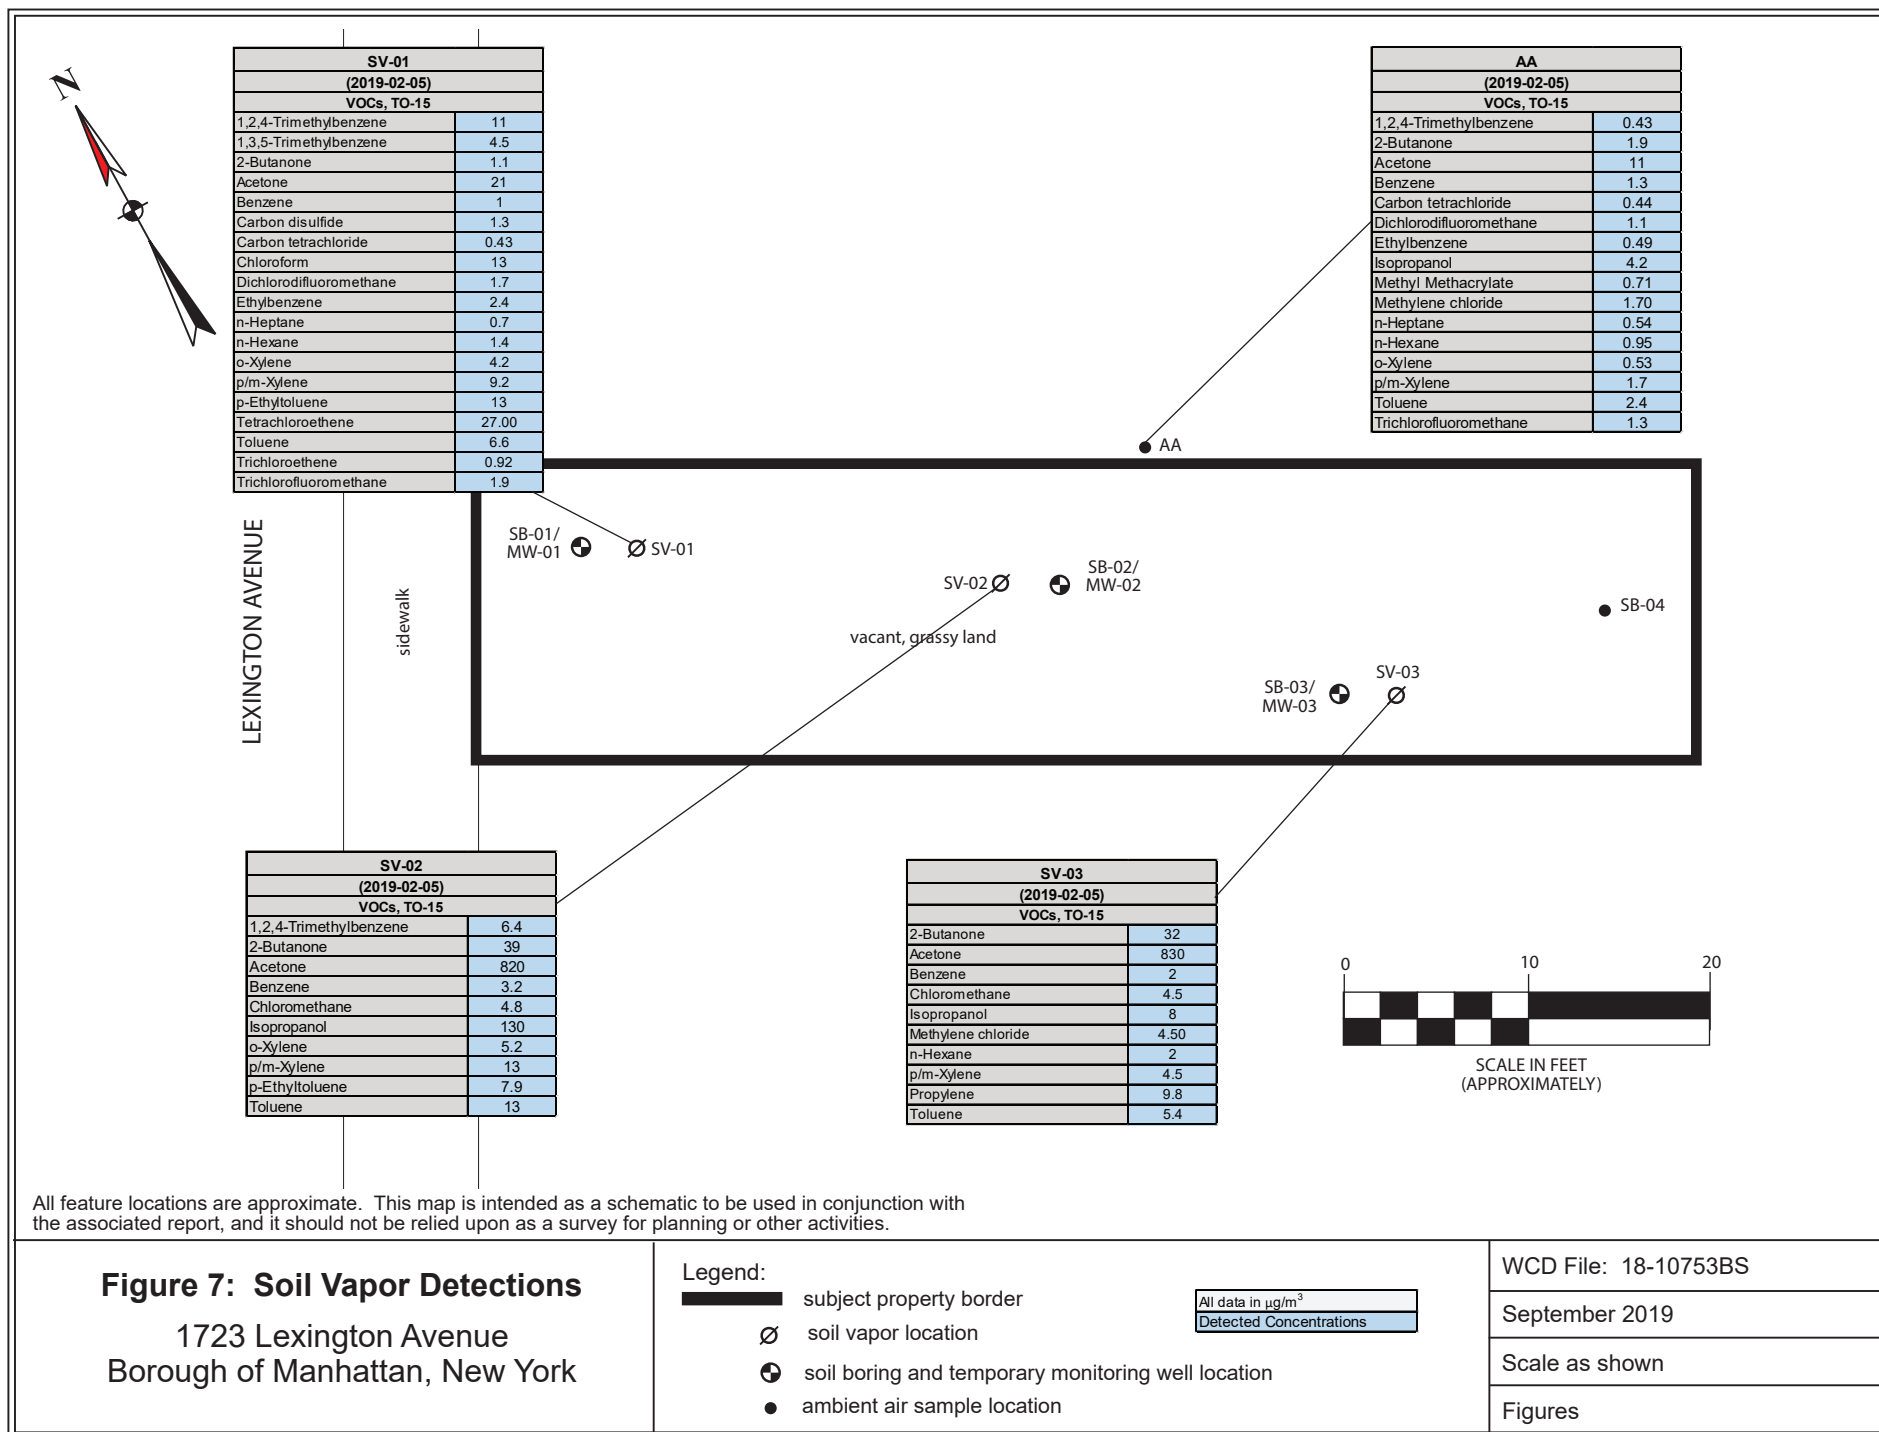 N
SV-01
(2019-02-05)
VOCs, TO-15
1,2,4-Trimethylbenzene 11
1,3,5-Trimethylbenzene 4.5
2-Butanone 1.1
Acetone 21
Benzene 1
Carbon disulfide 1.3
Carbon tetrachloride 0.43
Chloroform 13
Dichlorodifluoromethane 1.7
Ethylbenzene 2.4
n-Heptane 0.7
n-Hexane 1.4
o-Xylene 4.2
p/m-Xylene 9.2
p-Ethyltoluene 13
Tetrachloroethene 27.00
Toluene 6.6
Trichloroethene 0.92
Trichlorofluoromethane 1.9
AA
(2019-02-05)
VOCs, TO-15
1,2,4-Trimethylbenzene 0.43
2-Butanone 1.9
Acetone 11
Benzene 1.3
Carbon tetrachloride 0.44
Dichlorodifluoromethane 1.1
Ethylbenzene 0.49
Isopropanol 4.2
Methyl Methacrylate 0.71
Methylene chloride 1.70
n-Heptane 0.54
n-Hexane 0.95
o-Xylene 0.53
p/m-Xylene 1.7
Toluene 2.4
Trichlorofluoromethane 1.3
AA
LEXINGTON AVENUE
sidewalk
SB-01/
MW-01
SV-01
SV-02
SB-02/
MW-02
SB-04
vacant, grassy land
SV-03
SB-03/
MW-03
SV-02
(2019-02-05)
VOCs, TO-15
1,2,4-Trimethylbenzene 6.4
2-Butanone 39
Acetone 820
Benzene 3.2
Chloromethane 4.8
Isopropanol 130
o-Xylene 5.2
p/m-Xylene 13
p-Ethyltoluene 7.9
Toluene 13
SV-03
(2019-02-05)
VOCs, TO-15
2-Butanone 32
Acetone 830
Benzene 2
Chloromethane 4.5
Isopropanol 8
Methylene chloride 4.50
n-Hexane 2
p/m-Xylene 4.5
Propylene 9.8
Toluene 5.4
0 10 20
SCALE IN FEET
(APPROXIMATELY)
All feature locations are approximate. This map is intended as a schematic to be used in conjunction with
the associated report, and it should not be relied upon as a survey for planning or other activities.
Figure 7: Soil Vapor Detections
1723 Lexington Avenue
Borough of Manhattan, New York
Legend:
subject property border
soil vapor location
soil boring and temporary monitoring well location
ambient air sample location
All data in µg/m³
Detected Concentrations
WCD File: 18-10753BS
September 2019
Scale as shown
Figures